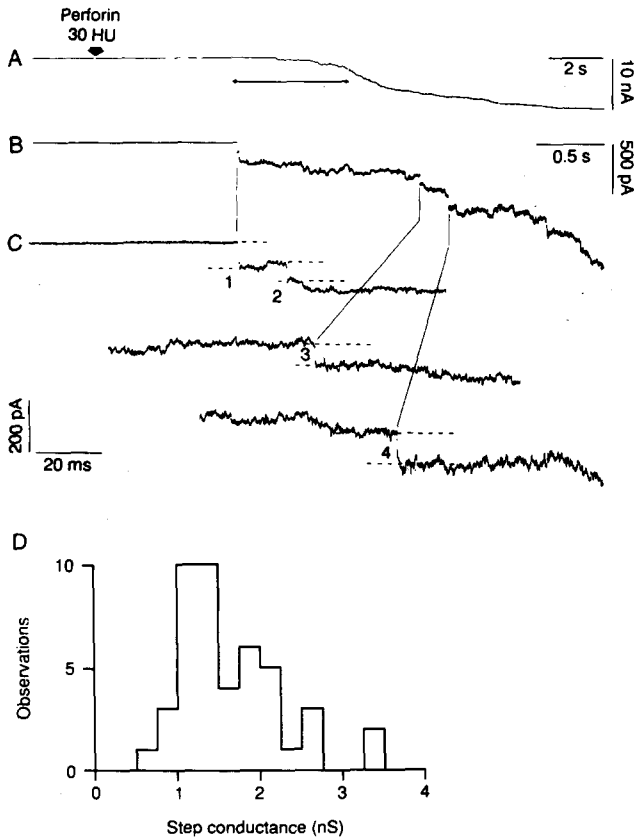 Perforin
30 HU
A
2 s
10 nA
B
0.5 s
500 pA
C
1
2
3
200 pA
4
20 ms
D
10
5
0
Observations
0 1 2 3 4
Step conductance (nS)